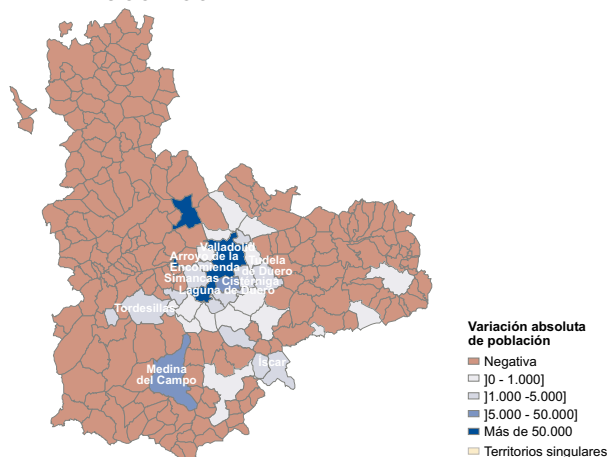 Valladolid
Arroyo de la
Encomienda
Tudela
de Duero
Simancas
Cistérniga
Laguna de Duero
Tordesillas
Íscar
Medina
del Campo
Variación absoluta
de población
Negativa
]0 - 1.000]
]1.000 -5.000]
]5.000 - 50.000]
Más de 50.000
Territorios singulares